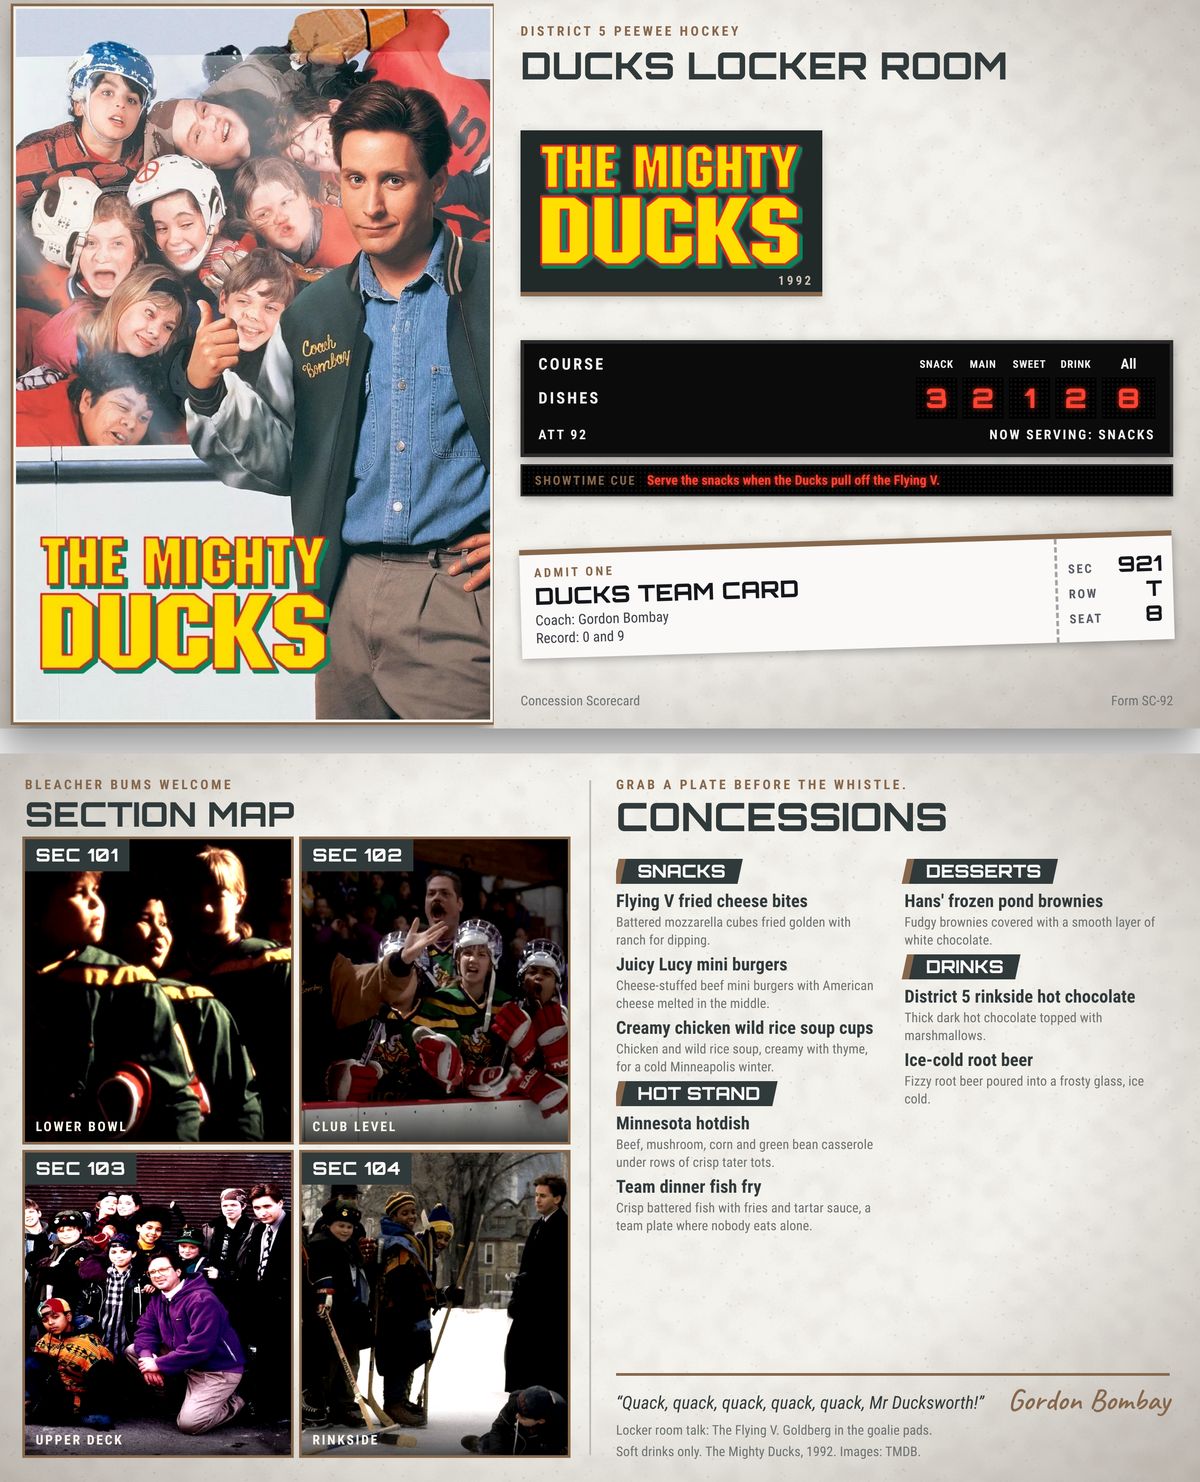 DISTRICT 5 PEEWEE HOCKEY
DUCKS LOCKER ROOM
THE MIGHTY
DUCKS
1992
Coach
Bombay
THE MIGHTY
DUCKS
COURSE SNACK MAIN SWEET DRINK All
DISHES 3 2 1 2 8
ATT 92 NOW SERVING: SNACKS
SHOWTIME CUE Serve the snacks when the Ducks pull off the Flying V.
ADMIT ONE
DUCKS TEAM CARD
Coach: Gordon Bombay
Record: 0 and 9
SEC 921
ROW T
SEAT 8
Concession Scorecard Form SC-92
BLEACHER BUMS WELCOME
SECTION MAP
SEC 101
LOWER BOWL
SEC 102
CLUB LEVEL
SEC 103
UPPER DECK
SEC 104
RINKSIDE
GRAB A PLATE BEFORE THE WHISTLE.
CONCESSIONS
SNACKS
Flying V fried cheese bites
Battered mozzarella cubes fried golden with
ranch for dipping.
Juicy Lucy mini burgers
Cheese-stuffed beef mini burgers with American
cheese melted in the middle.
Creamy chicken wild rice soup cups
Chicken and wild rice soup, creamy with thyme,
for a cold Minneapolis winter.
HOT STAND
Minnesota hotdish
Beef, mushroom, corn and green bean casserole
under rows of crisp tater tots.
Team dinner fish fry
Crisp battered fish with fries and tartar sauce, a
team plate where nobody eats alone.
DESSERTS
Hans' frozen pond brownies
Fudgy brownies covered with a smooth layer of
white chocolate.
DRINKS
District 5 rinkside hot chocolate
Thick dark hot chocolate topped with
marshmallows.
Ice-cold root beer
Fizzy root beer poured into a frosty glass, ice
cold.
“Quack, quack, quack, quack, quack, Mr Ducksworth!” Gordon Bombay
Locker room talk: The Flying V. Goldberg in the goalie pads.
Soft drinks only. The Mighty Ducks, 1992. Images: TMDB.